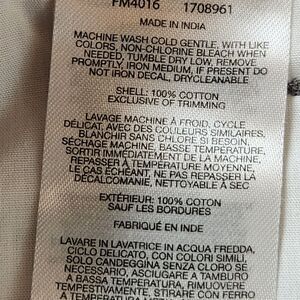 FM4016 1708961
MADE IN INDIA
MACHINE WASH COLD GENTLE, WITH LIKE
COLORS, NON-CHLORINE BLEACH WHEN
NEEDED, TUMBLE DRY LOW, REMOVE
PROMPTLY, IRON MEDIUM, IF PRESENT DO
NOT IRON DECAL, DRYCLEANABLE
SHELL: 100% COTTON
EXCLUSIVE OF TRIMMING
LAVAGE MACHINE À FROID, CYCLE
DÉLICAT, AVEC DES COULEURS SIMILAIRES,
BLANCHIR SANS CHLORE SI BESOIN,
SÉCHAGE MACHINE, BASSE TEMPÉRATURE,
SORTIR IMMÉDIATEMENT DE LA MACHINE,
REPASSER À TEMPÉRATURE MOYENNE,
LE CAS ÉCHÉANT, NE PAS REPASSER LA
DÉCALCOMANIE, NETTOYABLE À SEC
EXTÉRIEUR: 100% COTON
SAUF LES BORDURES
FABRIQUÉ EN INDE
LAVARE IN LAVATRICE IN ACQUA FREDDA,
CICLO DELICATO, CON COLORI SIMILI,
SOLO CANDEGGINA SENZA CLORO SE
NECESSARIO, ASCIUGARE A TAMBURO
A BASSA TEMPERATURA, RIMUOVERE
TEMPESTIVAMENTE, STIRARE CON FERRO
A TEMPERATURA